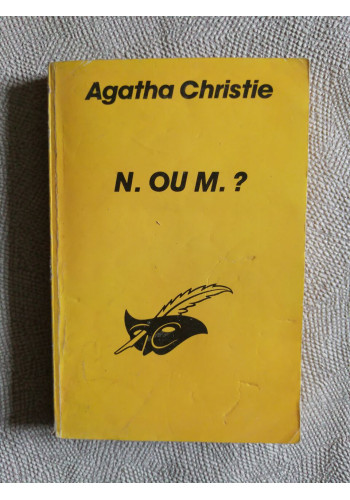 Agatha Christie
N. OU M. ?